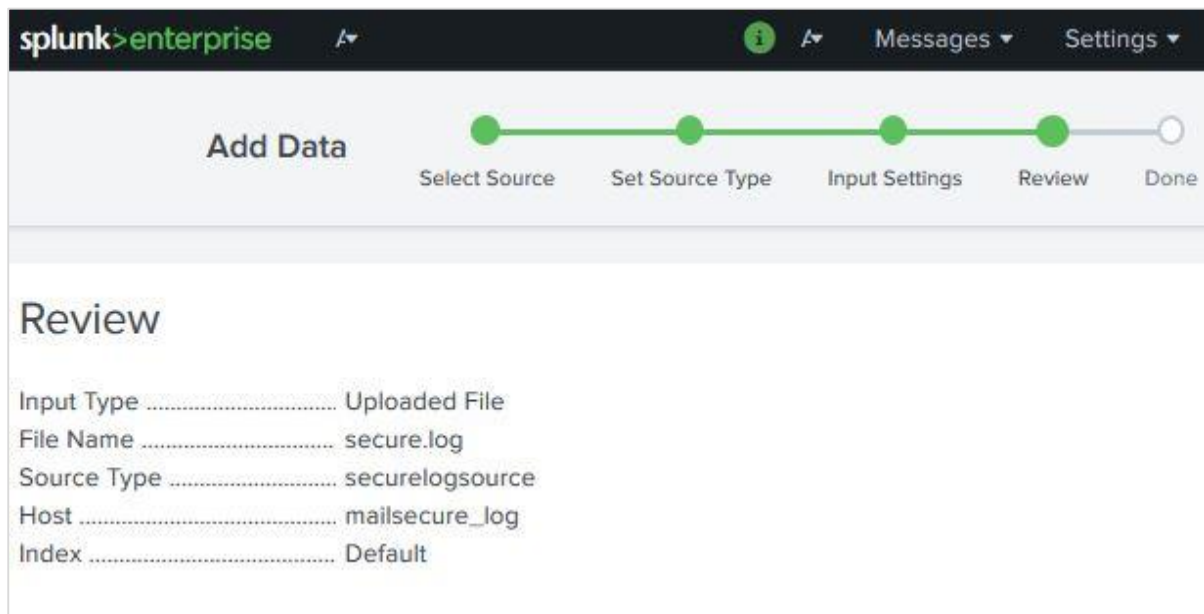 splunk>enterprise Messages Settings
Add Data
Select Source Set Source Type Input Settings Review Done
Review
Input Type ................................ Uploaded File
File Name ................................ secure.log
Source Type ............................ securelogsource
Host ........................................... mailsecure_log
Index ......................................... Default